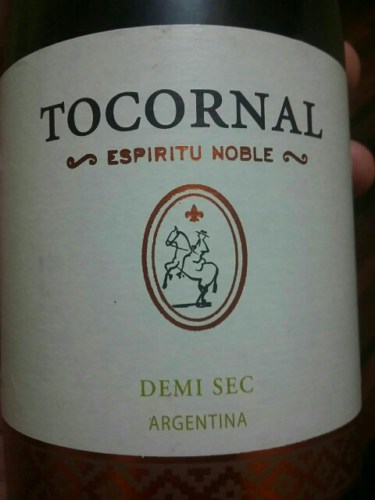 TOCORNAL
ESPIRITU NOBLE
DEMI SEC
ARGENTINA